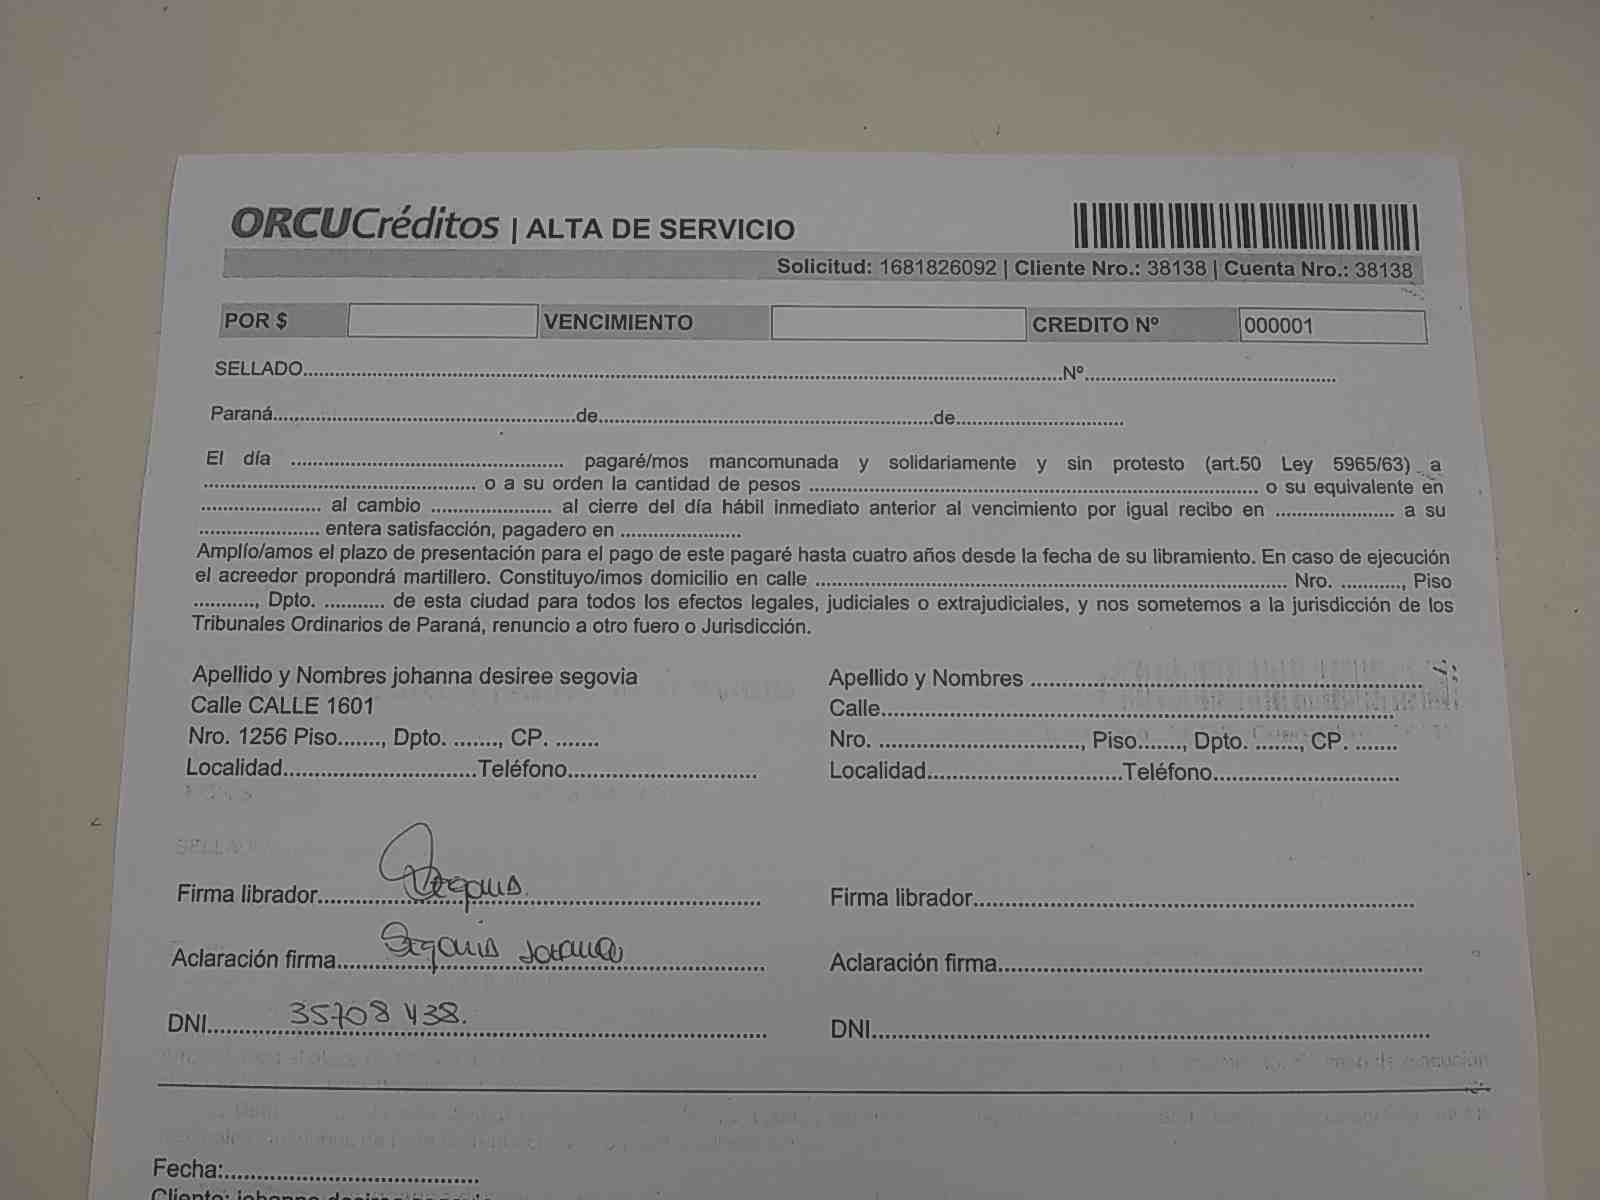 ORCUCréditos | ALTA DE SERVICIO
Solicitud: 1681826092 | Cliente Nro.: 38138 | Cuenta Nro.: 38138
POR $ VENCIMIENTO CREDITO Nº 000001
SELLADO..........Nº..........
Paraná..........de..........de..........
El día .......... pagaré/mos mancomunada y solidariamente y sin protesto (art.50 Ley 5965/63) a
.......... o a su orden la cantidad de pesos .......... o su equivalente en
.......... al cambio .......... al cierre del día hábil inmediato anterior al vencimiento por igual recibo en .......... a su
.......... entera satisfacción, pagadero en ..........
Amplío/amos el plazo de presentación para el pago de este pagaré hasta cuatro años desde la fecha de su libramiento. En caso de ejecución
el acreedor propondrá martillero. Constituyo/imos domicilio en calle .......... Nro. .........., Piso
.........., Dpto. .......... de esta ciudad para todos los efectos legales, judiciales o extrajudiciales, y nos sometemos a la jurisdicción de los
Tribunales Ordinarios de Paraná, renuncio a otro fuero o Jurisdicción.
Apellido y Nombres johanna desiree segovia
Calle CALLE 1601
Nro. 1256 Piso......., Dpto. ......., CP. .......
Localidad..........Teléfono..........
Apellido y Nombres ..........
Calle..........
Nro. .........., Piso......., Dpto. ......., CP. .......
Localidad..........Teléfono..........
Firma librador.......... Segovia.
Aclaración firma.......... Segovia Johanna
DNI.......... 35708438.
Firma librador..........
Aclaración firma..........
DNI..........
Fecha:..........
Cliente: johanna desiree segovia